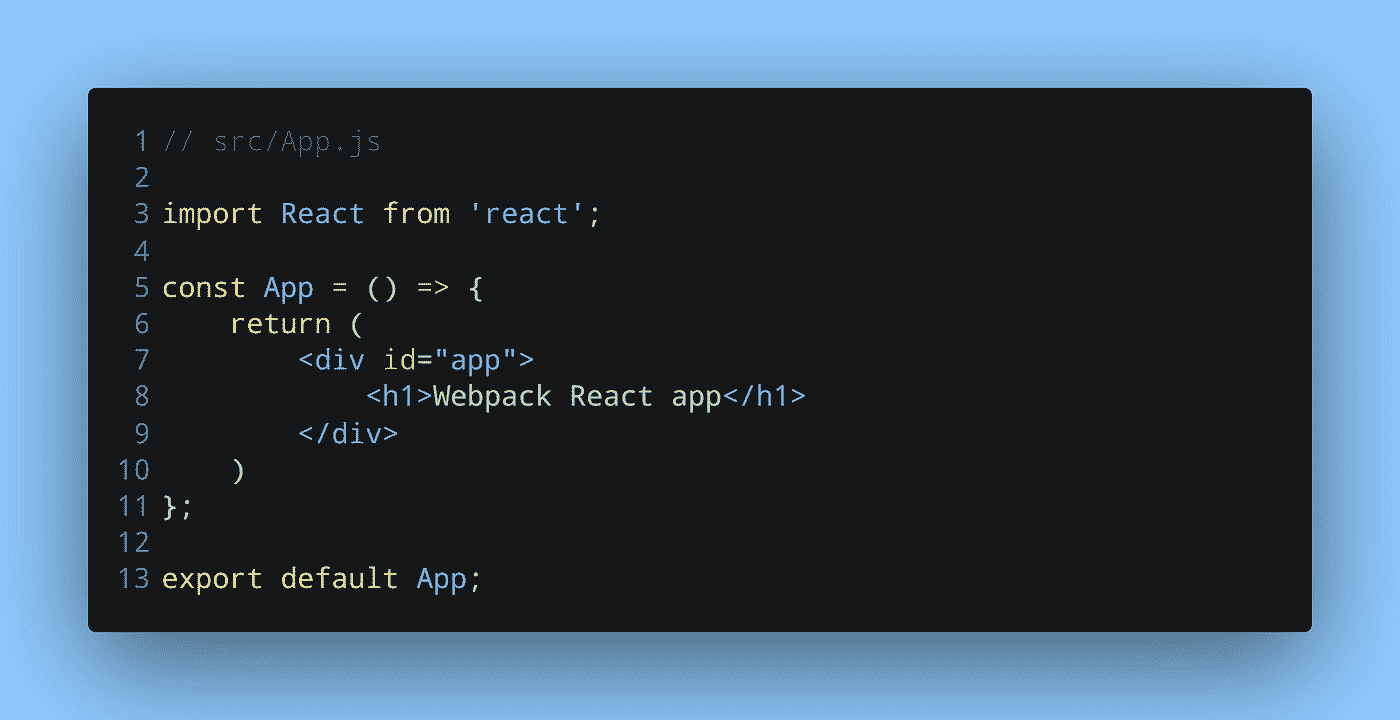 1 // src/App.js
2
3 import React from 'react';
4
5 const App = () => {
6     return (
7         <div id="app">
8             <h1>Webpack React app</h1>
9         </div>
10     )
11 };
12
13 export default App;